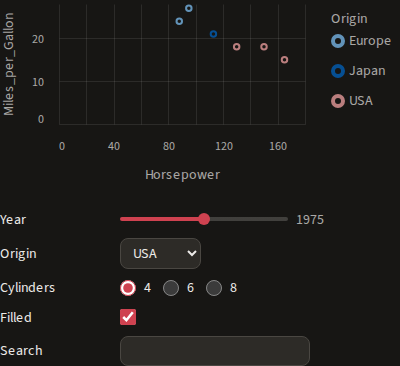 Miles_per_Gallon
20
10
0
0 40 80 120 160
Horsepower
Origin
Europe
Japan
USA
Year 1975
Origin USA
Cylinders 4 6 8
Filled
Search